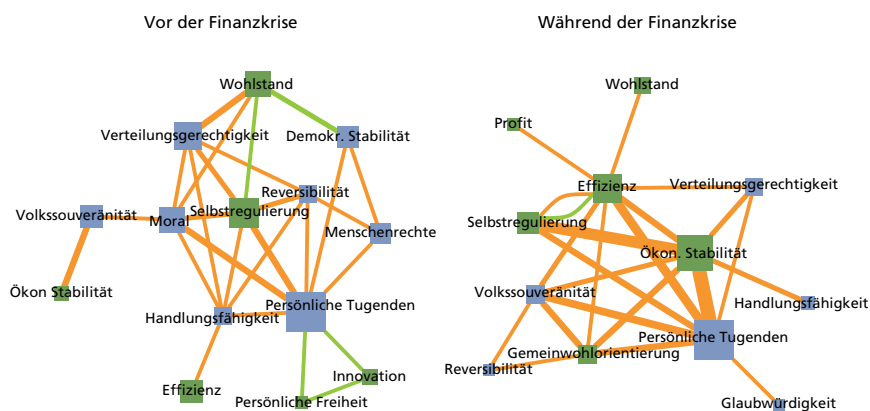 Vor der Finanzkrise
Wohlstand
Verteilungsgerechtigkeit
Demokr. Stabilität
Reversibilität
Volkssouveränität
Moral
Selbstregulierung
Menschenrechte
Ökon Stabilität
Persönliche Tugenden
Handlungsfähigkeit
Innovation
Effizienz
Persönliche Freiheit
Während der Finanzkrise
Wohlstand
Profit
Effizienz
Verteilungsgerechtigkeit
Selbstregulierung
Ökon. Stabilität
Volkssouveränität
Handlungsfähigkeit
Persönliche Tugenden
Gemeinwohlorientierung
Reversibilität
Glaubwürdigkeit